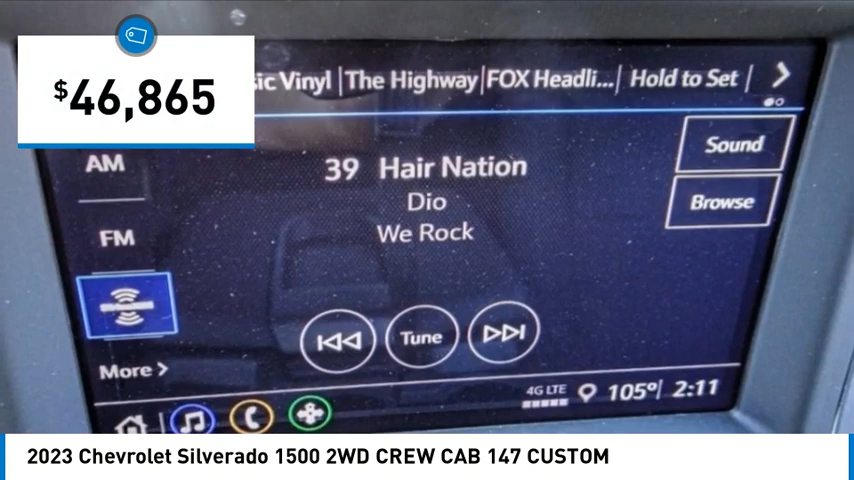 $46,865
ic Vinyl | The Highway | FOX Headli... | Hold to Set |
AM
39 Hair Nation
Sound
Dio
Browse
FM
We Rock
Tune
More >
4G LTE 105° 2:11
2023 Chevrolet Silverado 1500 2WD CREW CAB 147 CUSTOM